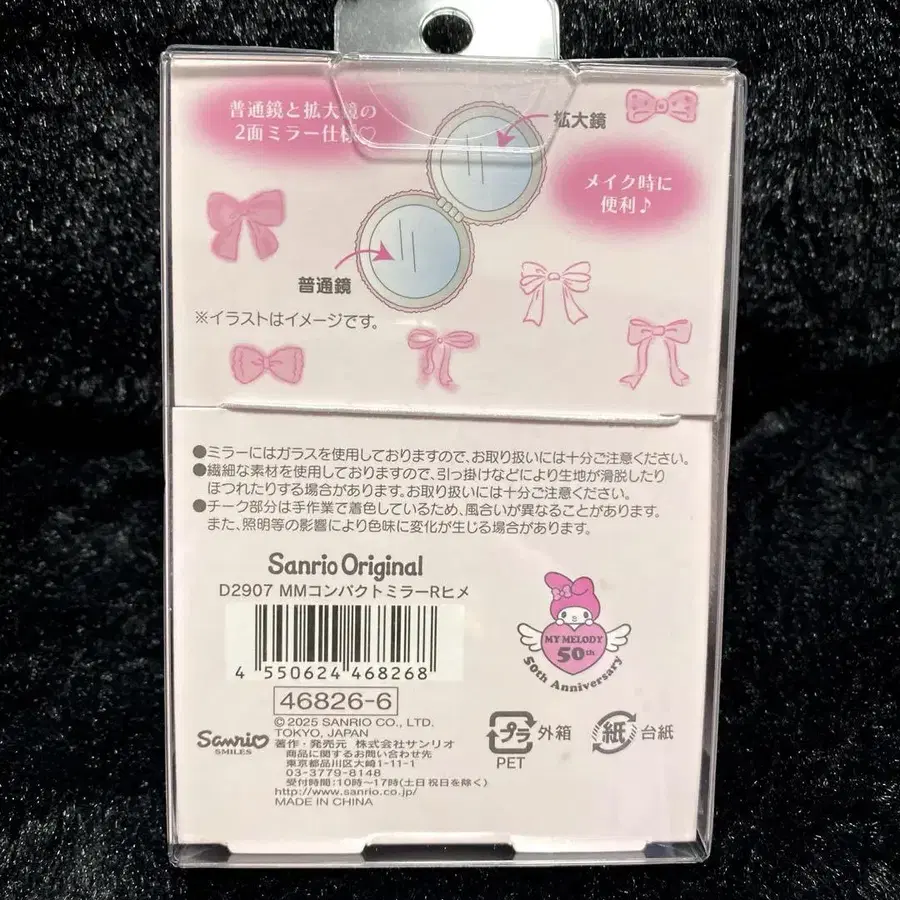 普通鏡と拡大鏡の
2面ミラー仕様♡
拡大鏡
メイク時に
便利♪
普通鏡
※イラストはイメージです。
●ミラーにはガラスを使用しておりますので、お取り扱いには十分ご注意ください。
●繊細な素材を使用しておりますので、引っ掛けなどにより生地が滑脱したり
ほつれたりする場合があります。お取り扱いには十分ご注意ください。
●チーク部分は手作業で着色しているため、風合いが異なることがあります。
また、照明等の影響により色味に変化が生じる場合があります。
Sanrio Original
D2907 MMコンパクトミラーRヒメ
4 550624 468268
46826-6
MY MELODY
50th
50th Anniversary
© 2025 SANRIO CO., LTD.
TOKYO, JAPAN
著作・発売元 株式会社サンリオ
商品に関するお問い合わせ先
東京都品川区大崎1-11-1
03-3779-8148
受付時間:10時〜17時(土日祝日を除く)
http://www.sanrio.co.jp/
MADE IN CHINA
Sanrio
SMILES
プラ 外箱
PET
紙 台紙